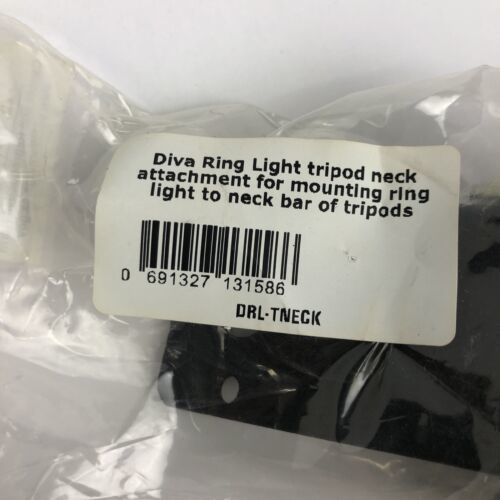 Diva Ring Light tripod neck
attachment for mounting ring
light to neck bar of tripods
0 691327 131586
DRL-TNECK